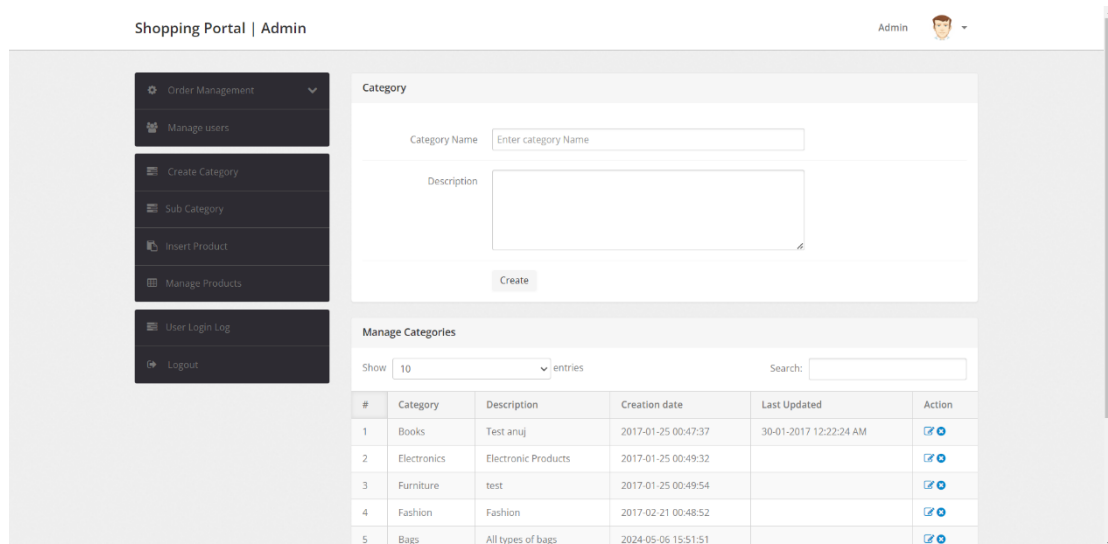 Shopping Portal | Admin
Admin
Order Management
Manage users
Create Category
Sub Category
Insert Product
Manage Products
User Login Log
Logout
Category
Category Name Enter category Name
Description
Create
Manage Categories
Show 10 entries Search:
# Category Description Creation date Last Updated Action
1 Books Test anuj 2017-01-25 00:47:37 30-01-2017 12:22:24 AM
2 Electronics Electronic Products 2017-01-25 00:49:32
3 Furniture test 2017-01-25 00:49:54
4 Fashion Fashion 2017-02-21 00:48:52
5 Bags All types of bags 2024-05-06 15:51:51